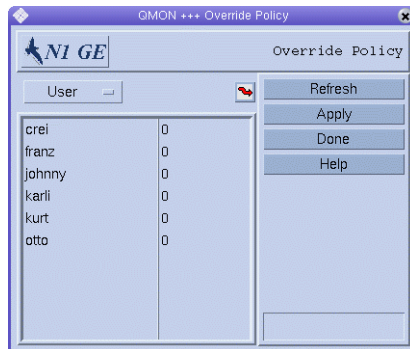 QMON +++ Override Policy
N1 GE
Override Policy
User
crei 0
franz 0
johnny 0
karli 0
kurt 0
otto 0
Refresh
Apply
Done
Help